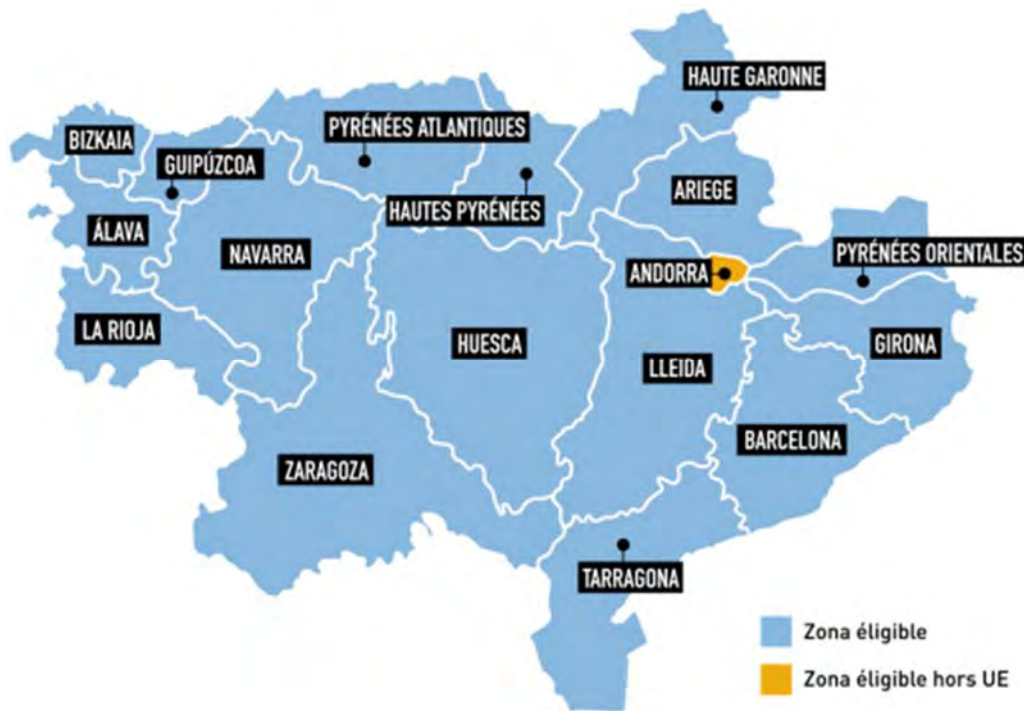 HAUTE GARONNE
BIZKAIA
PYRÉNÉES ATLANTIQUES
GUIPÚZCOA
ARIEGE
HAUTES PYRÉNÉES
ÁLAVA
NAVARRA
PYRÉNÉES ORIENTALES
ANDORRA
LA RIOJA
HUESCA
GIRONA
LLEIDA
BARCELONA
ZARAGOZA
TARRAGONA
Zona éligible
Zona éligible hors UE